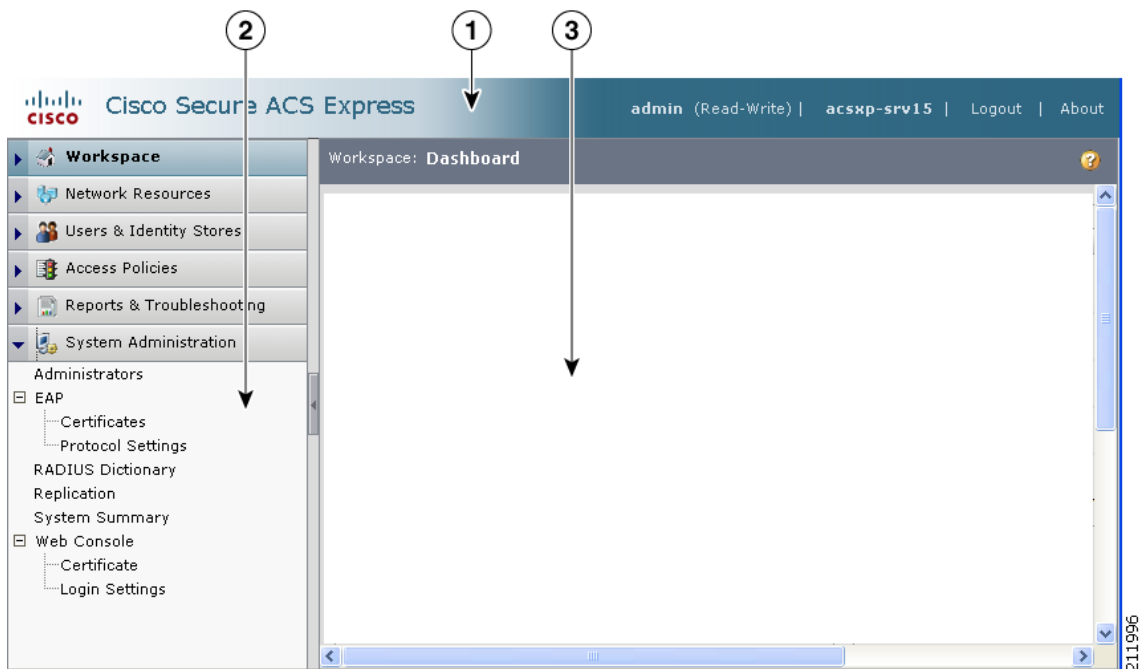 2 1 3
cisco Cisco Secure ACS Express admin (Read-Write) | acsxp-srv15 | Logout | About
Workspace
Workspace: Dashboard
Network Resources
Users & Identity Stores
Access Policies
Reports & Troubleshooting
System Administration
Administrators
EAP
Certificates
Protocol Settings
RADIUS Dictionary
Replication
System Summary
Web Console
Certificate
Login Settings
211996